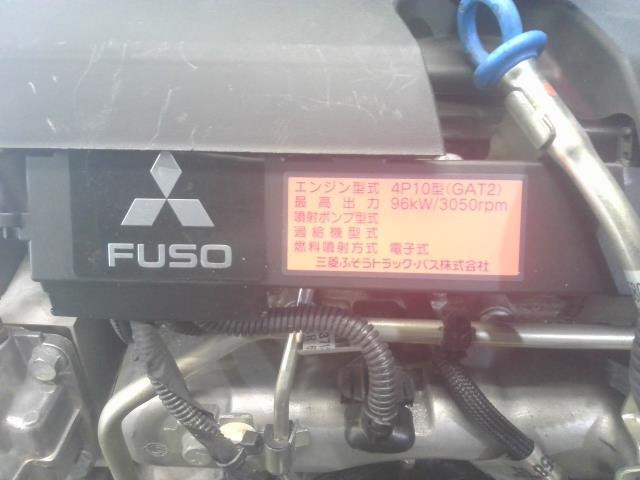 FUSO
エンジン型式 4P10型(GAT2)
最高出力 96kW/3050rpm
噴射ポンプ型式
過給機型式
燃料噴射方式 電子式
三菱ふそうトラック・バス株式会社